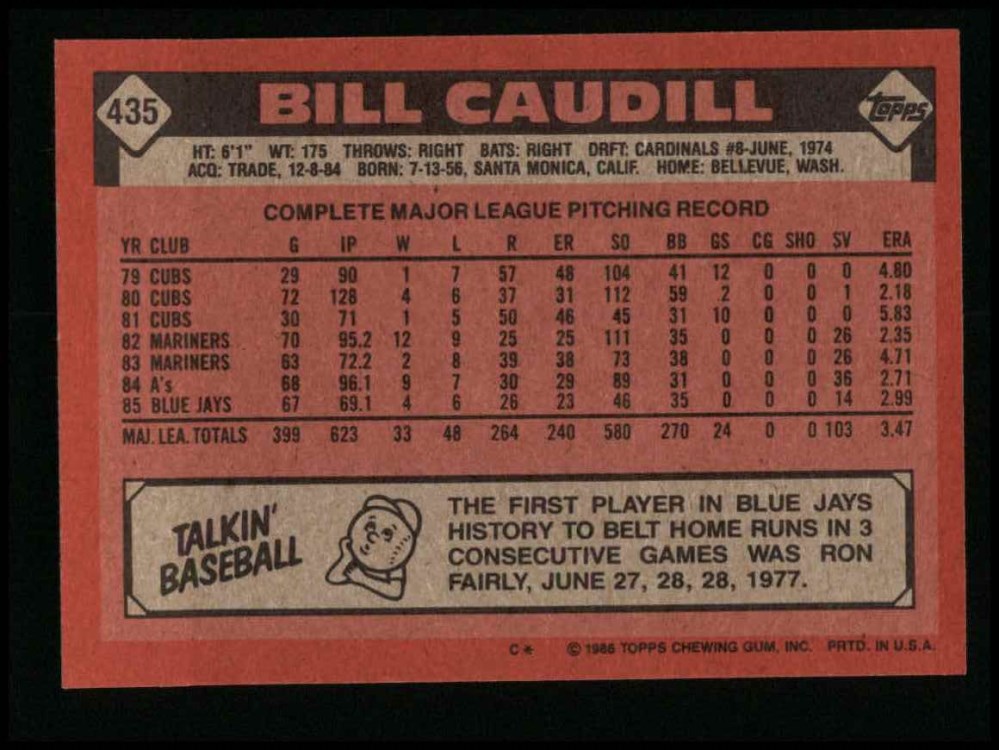 435
BILL CAUDILL
topps
HT: 6'1" WT: 175 THROWS: RIGHT BATS: RIGHT DRFT: CARDINALS #8-JUNE, 1974
ACQ: TRADE, 12-8-84 BORN: 7-13-56, SANTA MONICA, CALIF. HOME: BELLEVUE, WASH.
COMPLETE MAJOR LEAGUE PITCHING RECORD
YR CLUB G IP W L R ER SO BB GS CG SHO SV ERA
79 CUBS 29 90 1 7 57 48 104 41 12 0 0 0 4.80
80 CUBS 72 128 4 6 37 31 112 59 2 0 0 1 2.18
81 CUBS 30 71 1 5 50 46 45 31 10 0 0 0 5.83
82 MARINERS 70 95.2 12 9 25 25 111 35 0 0 0 26 2.35
83 MARINERS 63 72.2 2 8 39 38 73 38 0 0 0 26 4.71
84 A's 68 96.1 9 7 30 29 89 31 0 0 0 36 2.71
85 BLUE JAYS 67 69.1 4 6 26 23 46 35 0 0 0 14 2.99
MAJ. LEA. TOTALS 399 623 33 48 264 240 580 270 24 0 0 103 3.47
TALKIN'
BASEBALL
THE FIRST PLAYER IN BLUE JAYS
HISTORY TO BELT HOME RUNS IN 3
CONSECUTIVE GAMES WAS RON
FAIRLY, JUNE 27, 28, 28, 1977.
C* © 1986 TOPPS CHEWING GUM, INC. PRTD. IN U.S.A.